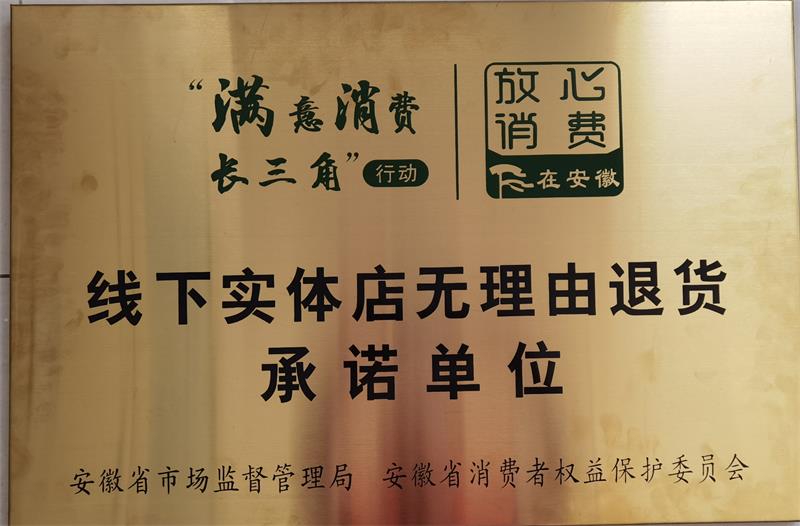 “满意消费
长三角”行动
放心
消费
在安徽
线下实体店无理由退货
承诺单位
安徽省市场监督管理局 安徽省消费者权益保护委员会